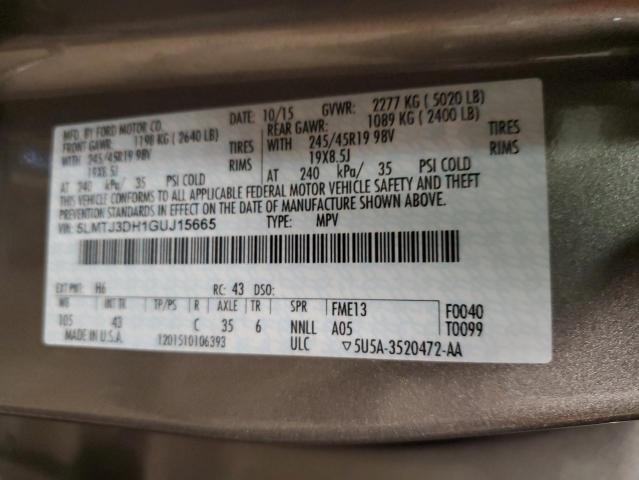 MFD. BY FORD MOTOR CO. DATE: 10/15 GVWR: 2277 KG ( 5020 LB)
FRONT GAWR: 1198 KG ( 2640 LB) REAR GAWR: 1089 KG ( 2400 LB)
WITH 245/45R19 98V TIRES WITH 245/45R19 98V TIRES
19X8.5J RIMS 19X8.5J RIMS
AT 240 kPa/ 35 PSI COLD AT 240 kPa/ 35 PSI COLD
THIS VEHICLE CONFORMS TO ALL APPLICABLE FEDERAL MOTOR VEHICLE SAFETY AND THEFT
PREVENTION STANDARDS IN EFFECT ON THE DATE OF MANUFACTURE SHOWN ABOVE.
VIN: 5LMTJ3DH1GUJ15665 TYPE: MPV
EXT PNT: H6 RC: 43 DSO:
WB INT TR TP/PS R AXLE TR SPR FME13 F0040
105 43 C 35 6 NNLL A05 T0099
MADE IN U.S.A. 1201510106393 ULC ▽5U5A-3520472-AA